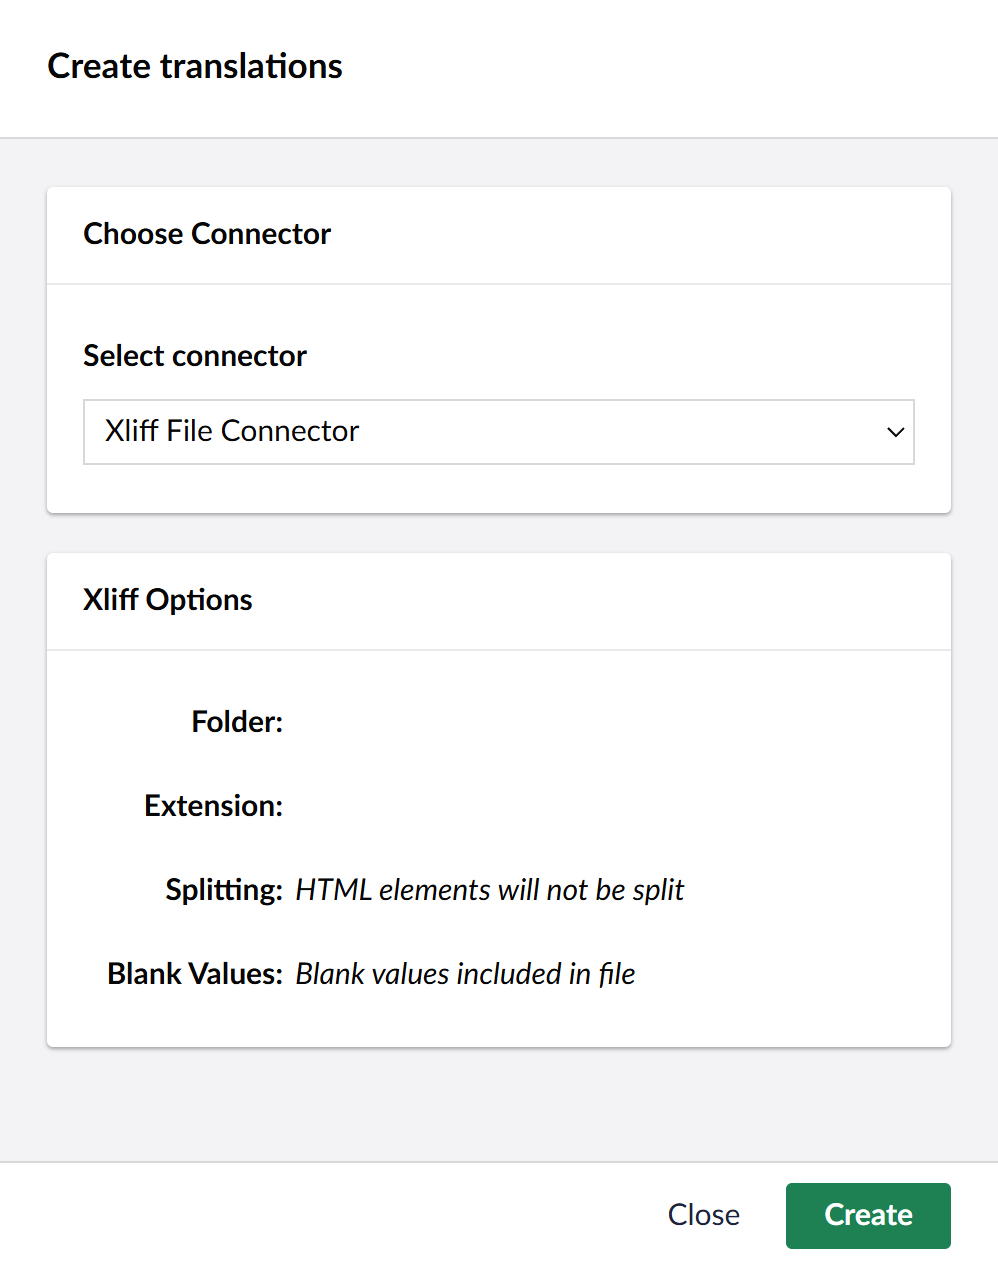 Create translations
Choose Connector
Select connector
Xliff File Connector
Xliff Options
Folder:
Extension:
Splitting: HTML elements will not be split
Blank Values: Blank values included in file
Close Create